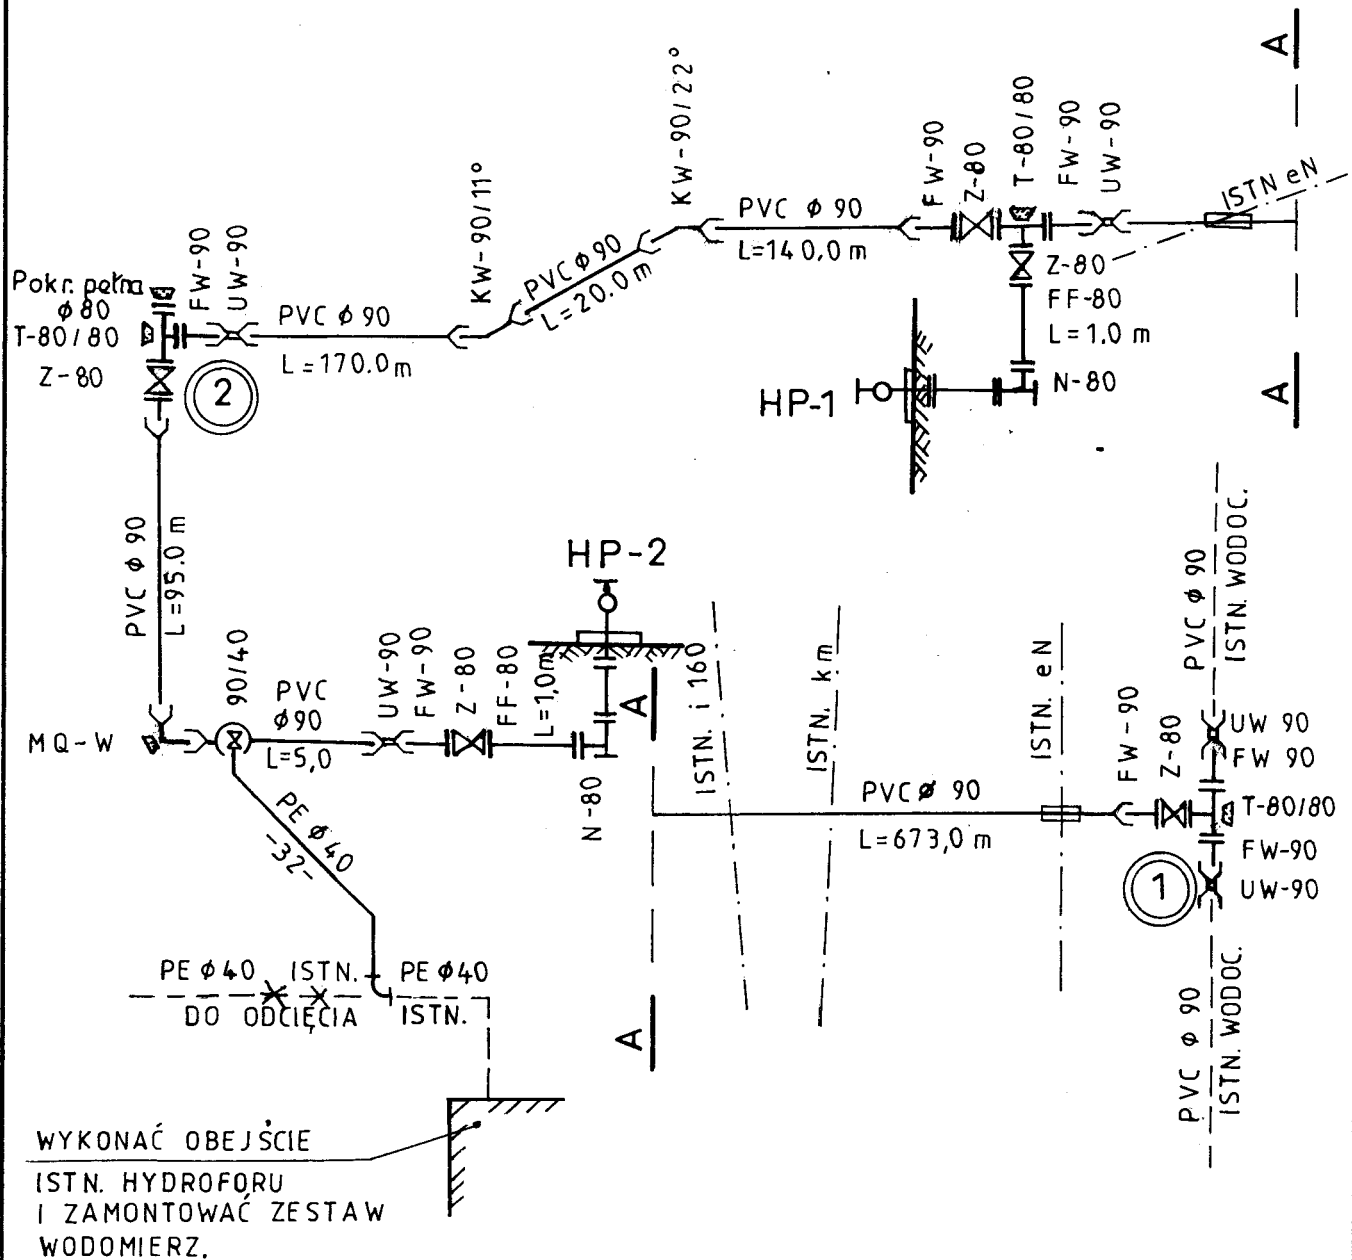 A
KW-90/22°
FW-90
Z-80
T-80/80
FW-90
UW-90
ISTN eN
KW-90/11°
PVC ϕ 90
L=140,0 m
PVC ϕ 90
L=20.0 m
Pokr. pełna
ϕ 80
T-80/80
Z-80
FW-90
UW-90
PVC ϕ 90
L=170.0 m
2
Z-80
FF-80
L=1.0 m
N-80
HP-1
A
PVC ϕ 90
L=95.0 m
HP-2
PVC ϕ 90
ISTN. WODOC.
MQ-W
90/40
PVC
ϕ90
L=5,0
UW-90
FW-90
Z-80
FF-80
L=1,0m
N-80
A
ISTN. i 160
ISTN. km
ISTN. eN
FW-90
Z-80
UW 90
FW 90
T-80/80
FW-90
UW-90
1
PVC ϕ 90
L=673,0 m
PE ϕ 40
-32-
PE ϕ 40 ISTN. PE ϕ40
DO ODCIĘCIA ISTN.
A
PVC ϕ 90
ISTN. WODOC.
WYKONAĆ OBEJŚCIE
ISTN. HYDROFORU
I ZAMONTOWAĆ ZESTAW
WODOMIERZ.